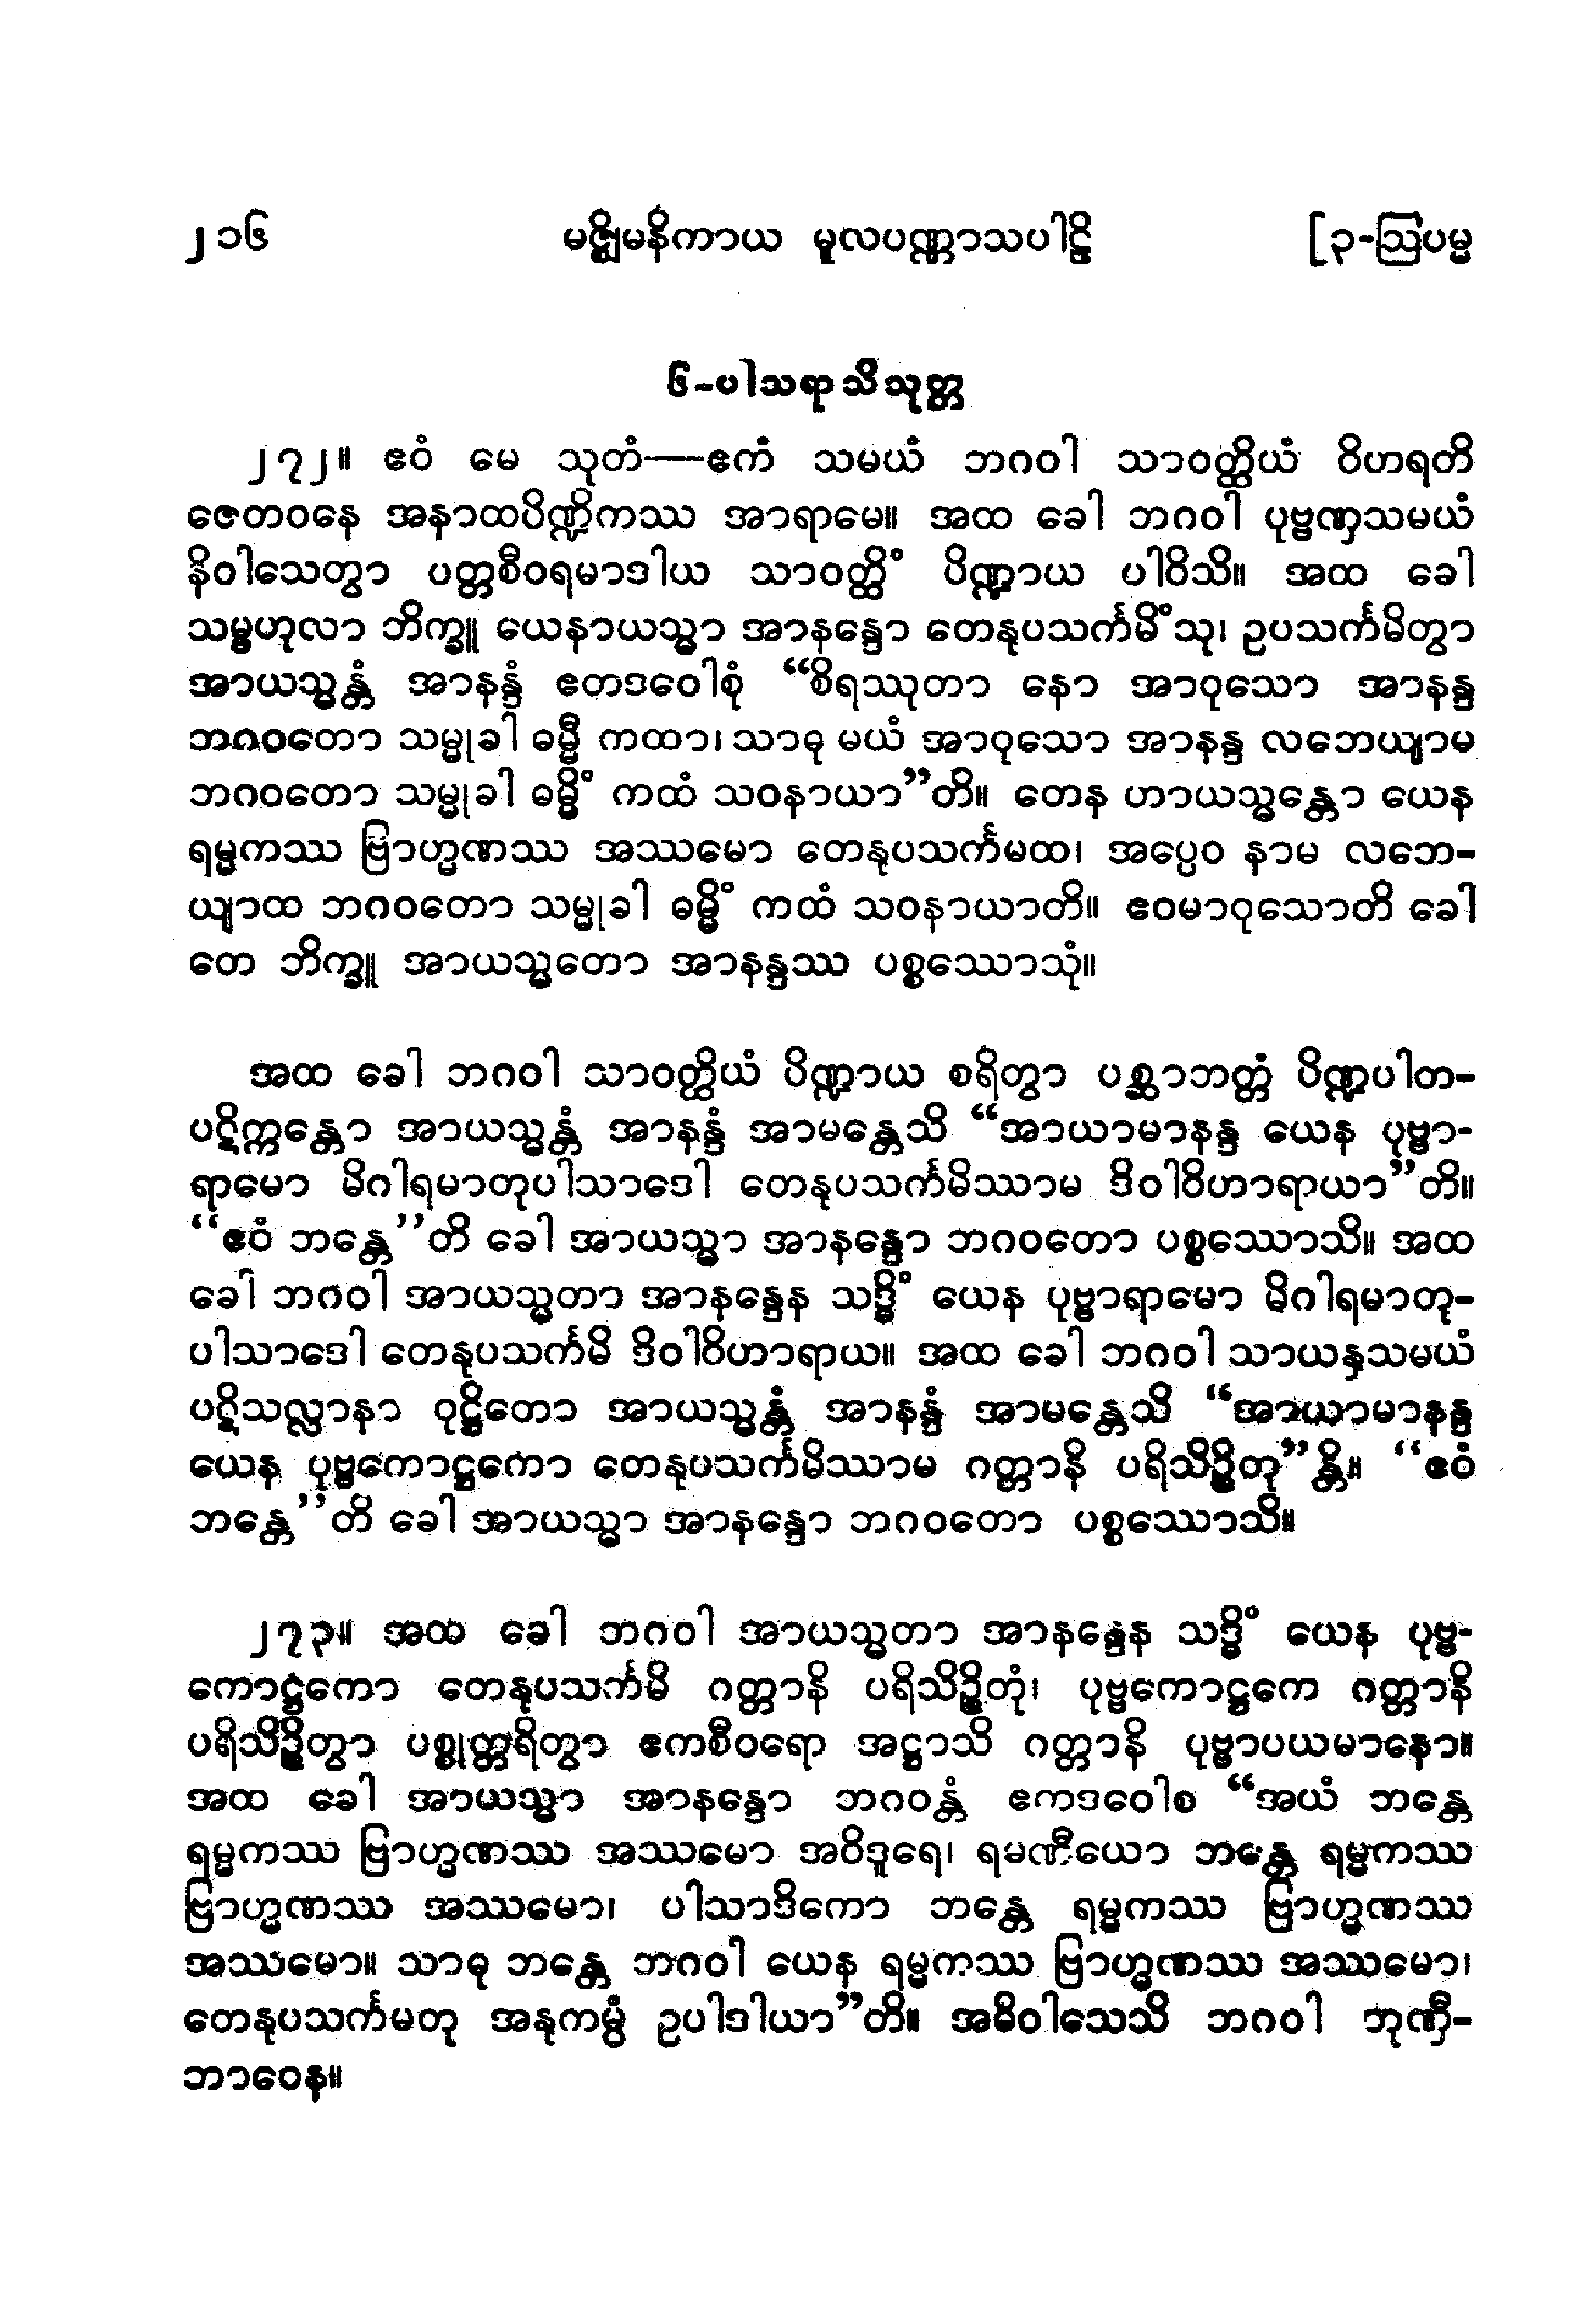 ၂၁၆ မဇ္ဈိမနိကာယ မူလပဏ္ဏာသပါဠိ [၃-ဩပမ္မ
၆-ပါသရာသိသုတ္တ
၂၇၂။ ဧဝံ မေ သုတံ—ဧကံ သမယံ ဘဂဝါ သာဝတ္ထိယံ ဝိဟရတိ
ဇေတဝနေ အနာထပိဏ္ဍိကဿ အာရာမေ။ အထ ခေါ ဘဂဝါ ပုဗ္ဗဏှသမယံ
နိဝါသေတွာ ပတ္တစီဝရမာဒါယ သာဝတ္ထိံ ပိဏ္ဍာယ ပါဝိသိ။ အထ ခေါ
သမ္ဗဟုလာ ဘိက္ခူ ယေနာယသ္မာ အာနန္ဒော တေနုပသင်္ကမိံသု၊ ဥပသင်္ကမိတွာ
အာယသ္မန္တံ အာနန္ဒံ ဧတဒဝေါစုံ “စိရဿုတာ နော အာဝုသော အာနန္ဒ
ဘဂဝတော သမ္မုခါ ဓမ္မီ ကထာ၊ သာဓု မယံ အာဝုသော အာနန္ဒ လဘေယျာမ
ဘဂဝတော သမ္မုခါ ဓမ္မိံ ကထံ သဝနာယာ”တိ။ တေန ဟာယသ္မန္တော ယေန
ရမ္မကဿ ဗြာဟ္မဏဿ အဿမော တေနုပသင်္ကမထ၊ အပ္ပေဝ နာမ လဘေ-
ယျာထ ဘဂဝတော သမ္မုခါ ဓမ္မိံ ကထံ သဝနာယာတိ။ ဧဝမာဝုသောတိ ခေါ
တေ ဘိက္ခူ အာယသ္မတော အာနန္ဒဿ ပစ္စဿောသုံ။
အထ ခေါ ဘဂဝါ သာဝတ္ထိယံ ပိဏ္ဍာယ စရိတွာ ပစ္ဆာဘတ္တံ ပိဏ္ဍပါတ-
ပဋိက္ကန္တော အာယသ္မန္တံ အာနန္ဒံ အာမန္တေသိ “အာယာမာနန္ဒ ယေန ပုဗ္ဗာ-
ရာမော မိဂါရမာတုပါသာဒေါ တေနုပသင်္ကမိဿာမ ဒိဝါဝိဟာရာယာ”တိ။
“ဧဝံ ဘန္တေ”တိ ခေါ အာယသ္မာ အာနန္ဒော ဘဂဝတော ပစ္စဿောသိ။ အထ
ခေါ ဘဂဝါ အာယသ္မတာ အာနန္ဒေန သဒ္ဓိံ ယေန ပုဗ္ဗာရာမော မိဂါရမာတု-
ပါသာဒေါ တေနုပသင်္ကမိ ဒိဝါဝိဟာရာယ။ အထ ခေါ ဘဂဝါ သာယနှသမယံ
ပဋိသလ္လာနာ ဝုဋ္ဌိတော အာယသ္မန္တံ အာနန္ဒံ အာမန္တေသိ “အာယာမာနန္ဒ
ယေန ပုဗ္ဗကောဋ္ဌကော တေနုပသင်္ကမိဿာမ ဂတ္တာနိ ပရိသိဉ္စိတု”န္တိ။ “ဧဝံ
ဘန္တေ”တိ ခေါ အာယသ္မာ အာနန္ဒော ဘဂဝတော ပစ္စဿောသိ။
၂၇၃။ အထ ခေါ ဘဂဝါ အာယသ္မတာ အာနန္ဒေန သဒ္ဓိံ ယေန ပုဗ္ဗ-
ကောဋ္ဌကော တေနုပသင်္ကမိ ဂတ္တာနိ ပရိသိဉ္စိတုံ၊ ပုဗ္ဗကောဋ္ဌကေ ဂတ္တာနိ
ပရိသိဉ္စိတွာ ပစ္စုတ္တရိတွာ ဧကစီဝရော အဋ္ဌာသိ ဂတ္တာနိ ပုဗ္ဗာပယမာနော။
အထ ခေါ အာယသ္မာ အာနန္ဒော ဘဂဝန္တံ ဧကဒဝေါစ “အယံ ဘန္တေ
ရမ္မကဿ ဗြာဟ္မဏဿ အဿမော အဝိဒူရေ၊ ရမဏီယော ဘန္တေ ရမ္မကဿ
ဗြာဟ္မဏဿ အဿမော၊ ပါသာဒိကော ဘန္တေ ရမ္မကဿ ဗြာဟ္မဏဿ
အဿမော။ သာဓု ဘန္တေ ဘဂဝါ ယေန ရမ္မကဿ ဗြာဟ္မဏဿ အဿမော၊
တေနုပသင်္ကမတု အနုကမ္ပံ ဥပါဒါယာ”တိ။ အဓိဝါသေသိ ဘဂဝါ ဘုဏှီ-
ဘာဝေန။